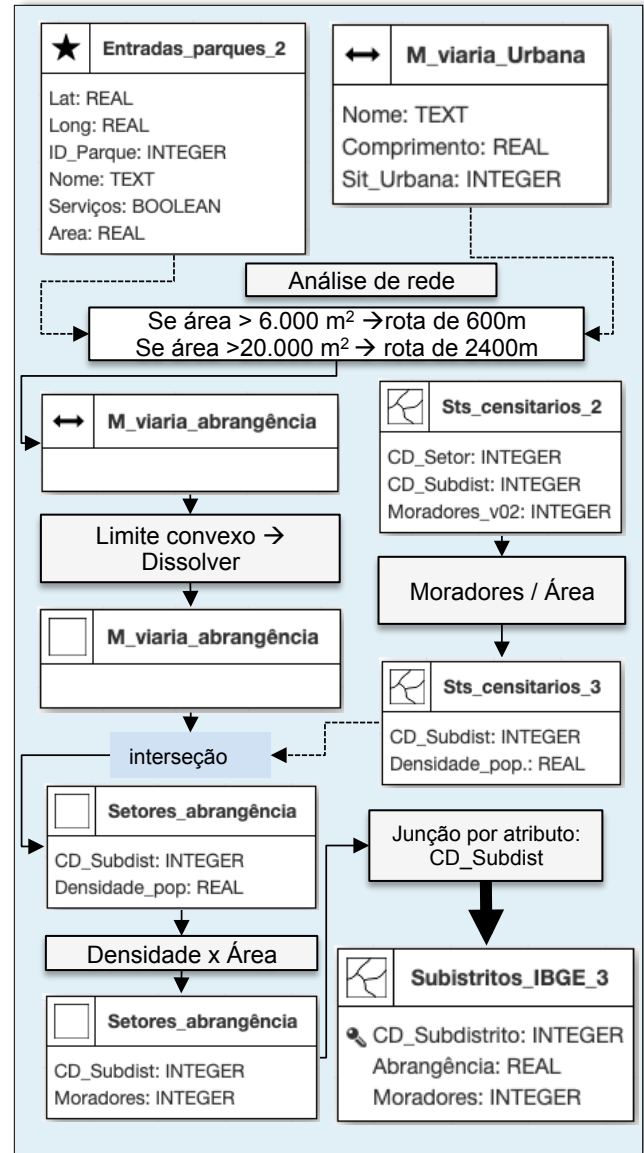 Entradas_parques_2
Lat: REAL
Long: REAL
ID_Parque: INTEGER
Nome: TEXT
Serviços: BOOLEAN
Area: REAL
M_viaria_Urbana
Nome: TEXT
Comprimento: REAL
Sit_Urbana: INTEGER
Análise de rede
Se área > 6.000 m² →rota de 600m
Se área >20.000 m² → rota de 2400m
M_viaria_abrangência
Limite convexo →
Dissolver
M_viaria_abrangência
Sts_censitarios_2
CD_Setor: INTEGER
CD_Subdist: INTEGER
Moradores_v02: INTEGER
Moradores / Área
Sts_censitarios_3
CD_Subdist: INTEGER
Densidade_pop.: REAL
interseção
Setores_abrangência
CD_Subdist: INTEGER
Densidade_pop: REAL
Densidade x Área
Setores_abrangência
CD_Subdist: INTEGER
Moradores: INTEGER
Junção por atributo:
CD_Subdist
Subistritos_IBGE_3
CD_Subdistrito: INTEGER
Abrangência: REAL
Moradores: INTEGER